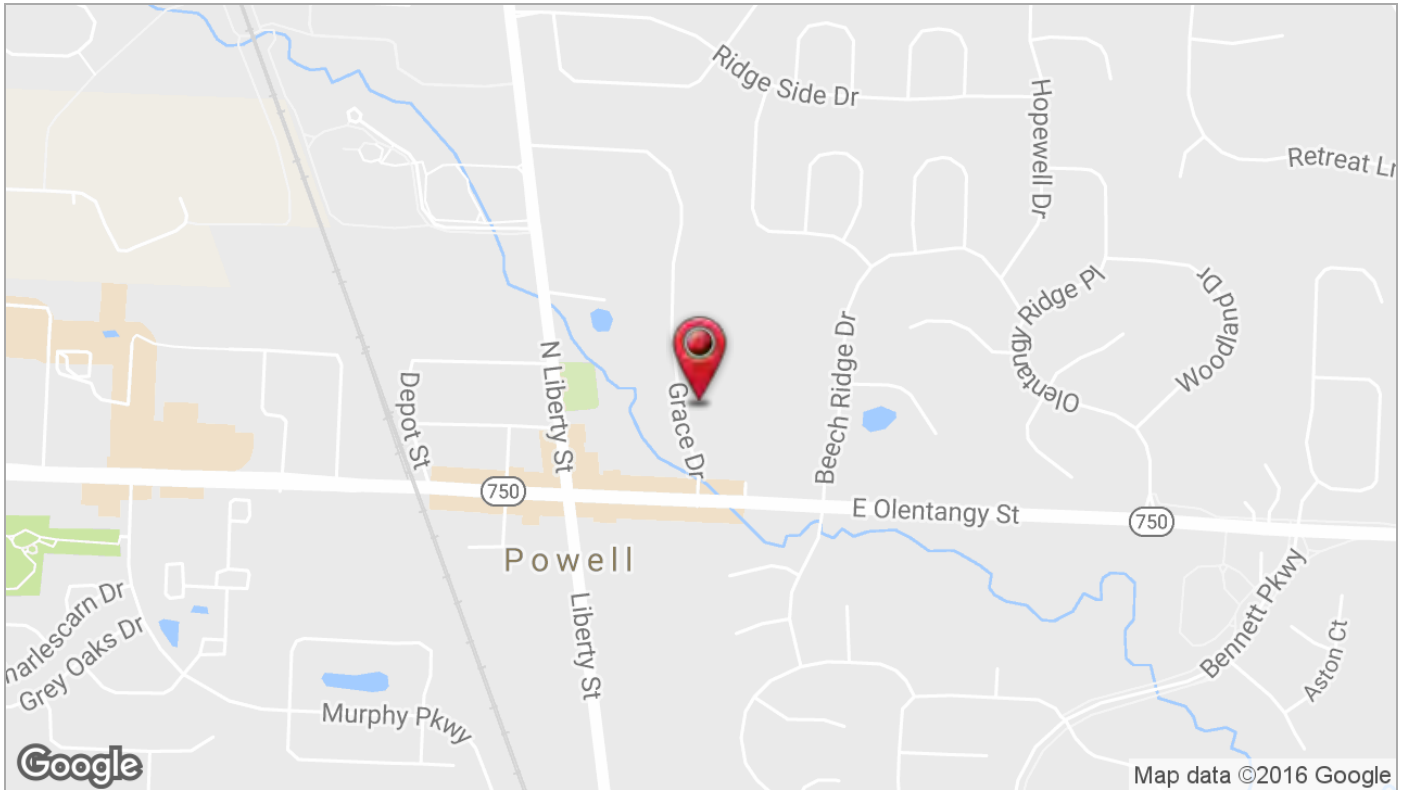 Ridge Side Dr
Hopewell Dr
Retreat Ln
Ridge Pl
Woodland Dr
N Liberty St
Beech Ridge Dr
Olentangy
Depot St
Grace Dr
750
E Olentangy St
750
Powell
Charlescarn Dr
Grey Oaks Dr
Liberty St
Bennett Pkwy
Aston Ct
Murphy Pkwy
Google
Map data ©2016 Google